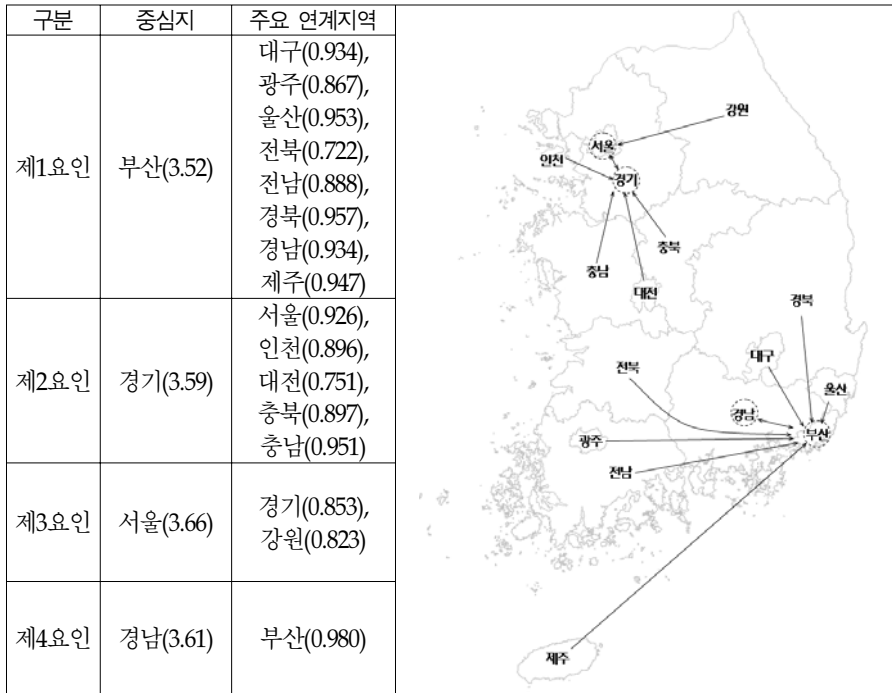 구분 중심지 주요 연계지역
제1요인 부산(3.52) 대구(0.934),
광주(0.867),
울산(0.953),
전북(0.722),
전남(0.888),
경북(0.957),
경남(0.934),
제주(0.947)
제2요인 경기(3.59) 서울(0.926),
인천(0.896),
대전(0.751),
충북(0.897),
충남(0.951)
제3요인 서울(3.66) 경기(0.853),
강원(0.823)
제4요인 경남(3.61) 부산(0.980)
강원
서울
인천
경기
충북
충남
대전
경북
대구
전북
울산
경남
부산
광주
전남
제주